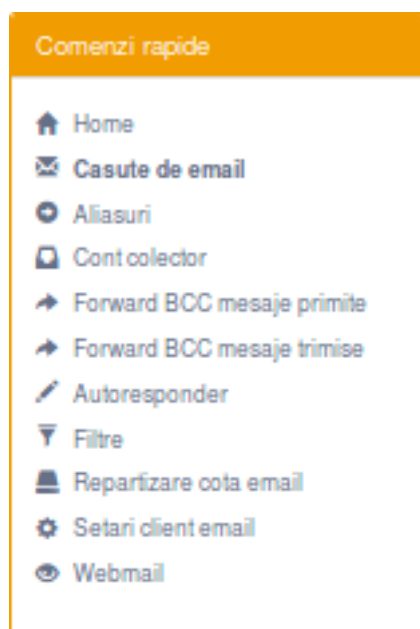 Comenzi rapide
Home
Casute de email
Aliasuri
Cont colector
Forward BCC mesaje primite
Forward BCC mesaje trimise
Autoresponder
Filtre
Repartizare cota email
Setari client email
Webmail